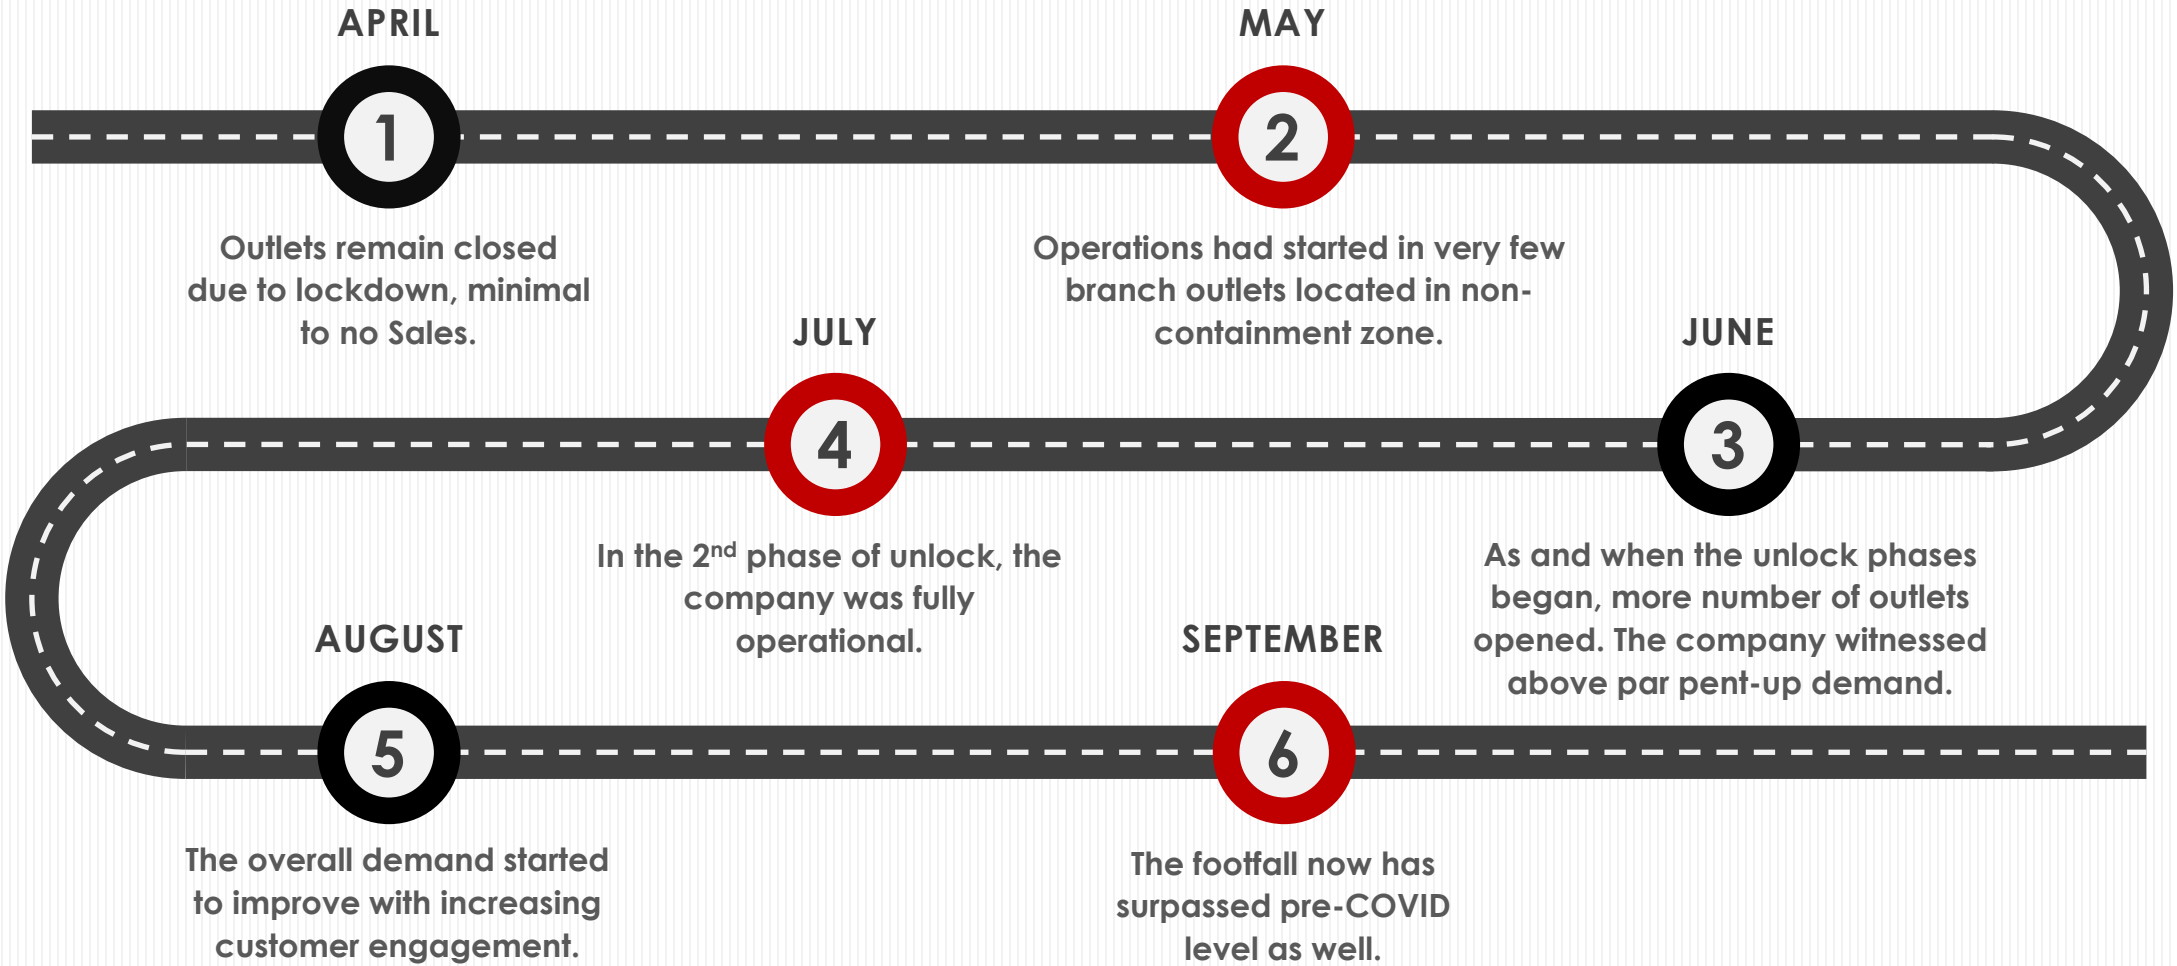 APRIL
1
Outlets remain closed
due to lockdown, minimal
to no Sales.
MAY
2
Operations had started in very few
branch outlets located in non-
containment zone.
JUNE
3
As and when the unlock phases
began, more number of outlets
opened. The company witnessed
above par pent-up demand.
JULY
4
In the 2nd phase of unlock, the
company was fully
operational.
AUGUST
5
The overall demand started
to improve with increasing
customer engagement.
SEPTEMBER
6
The footfall now has
surpassed pre-COVID
level as well.